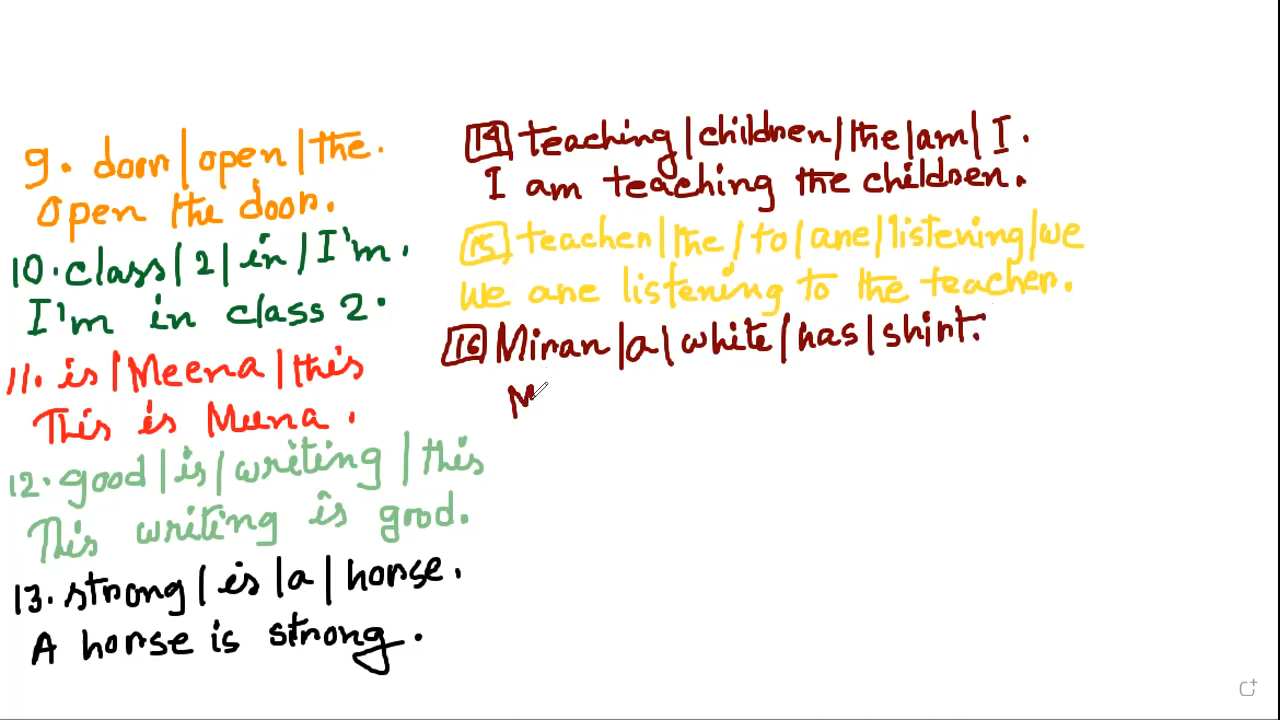 9. door|open|the.
Open the door.
10. class|2|in|I'm.
I'm in class 2.
11. is|Meena|this
This is Meena.
12. good|is|writing|this
This writing is good.
13. strong|is|a|horse.
A horse is strong.
14 teaching|children|the|am|I.
I am teaching the children.
15 teacher|the|to|are|listening|we
We are listening to the teacher.
16 Miran|a|white|has|shirt.
M